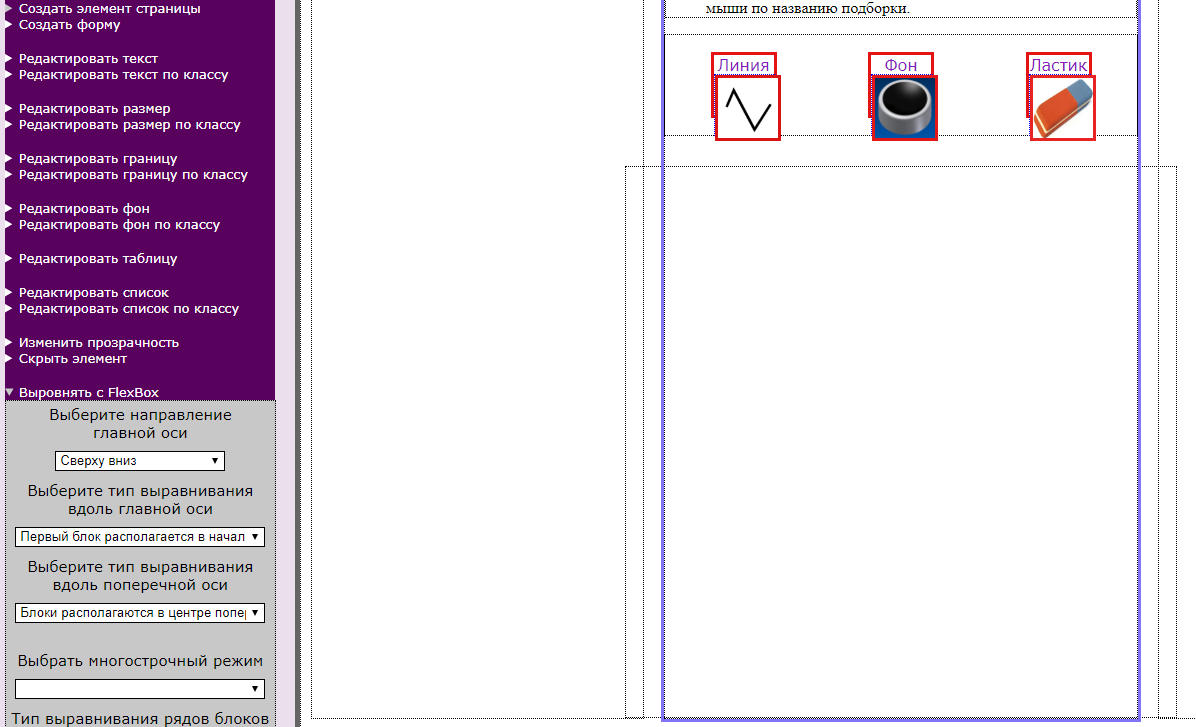 Создать элемент страницы
Создать форму
Редактировать текст
Редактировать текст по классу
Редактировать размер
Редактировать размер по классу
Редактировать границу
Редактировать границу по классу
Редактировать фон
Редактировать фон по классу
Редактировать таблицу
Редактировать список
Редактировать список по классу
Изменить прозрачность
Скрыть элемент
Выровнять с FlexBox
Выберите направление
главной оси
Сверху вниз
Выберите тип выравнивания
вдоль главной оси
Первый блок располагается в начал
Выберите тип выравнивания
вдоль поперечной оси
Блоки располагаются в центре попер
Выбрать многострочный режим
Тип выравнивания рядов блоков
мыши по названию подборки.
Линия
Фон
Ластик